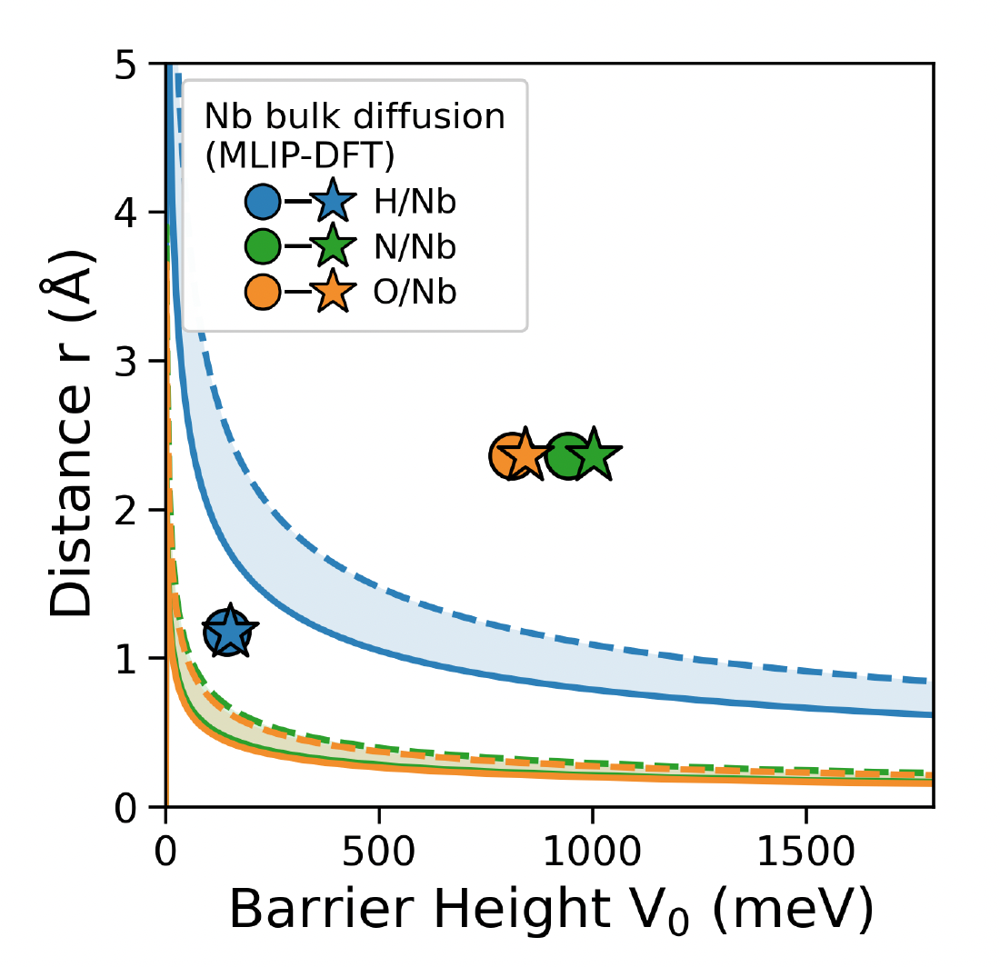 5
4
3
2
1
0
Distance r (Å)
Nb bulk diffusion
(MLIP-DFT)
H/Nb
N/Nb
O/Nb
0 500 1000 1500
Barrier Height V₀ (meV)